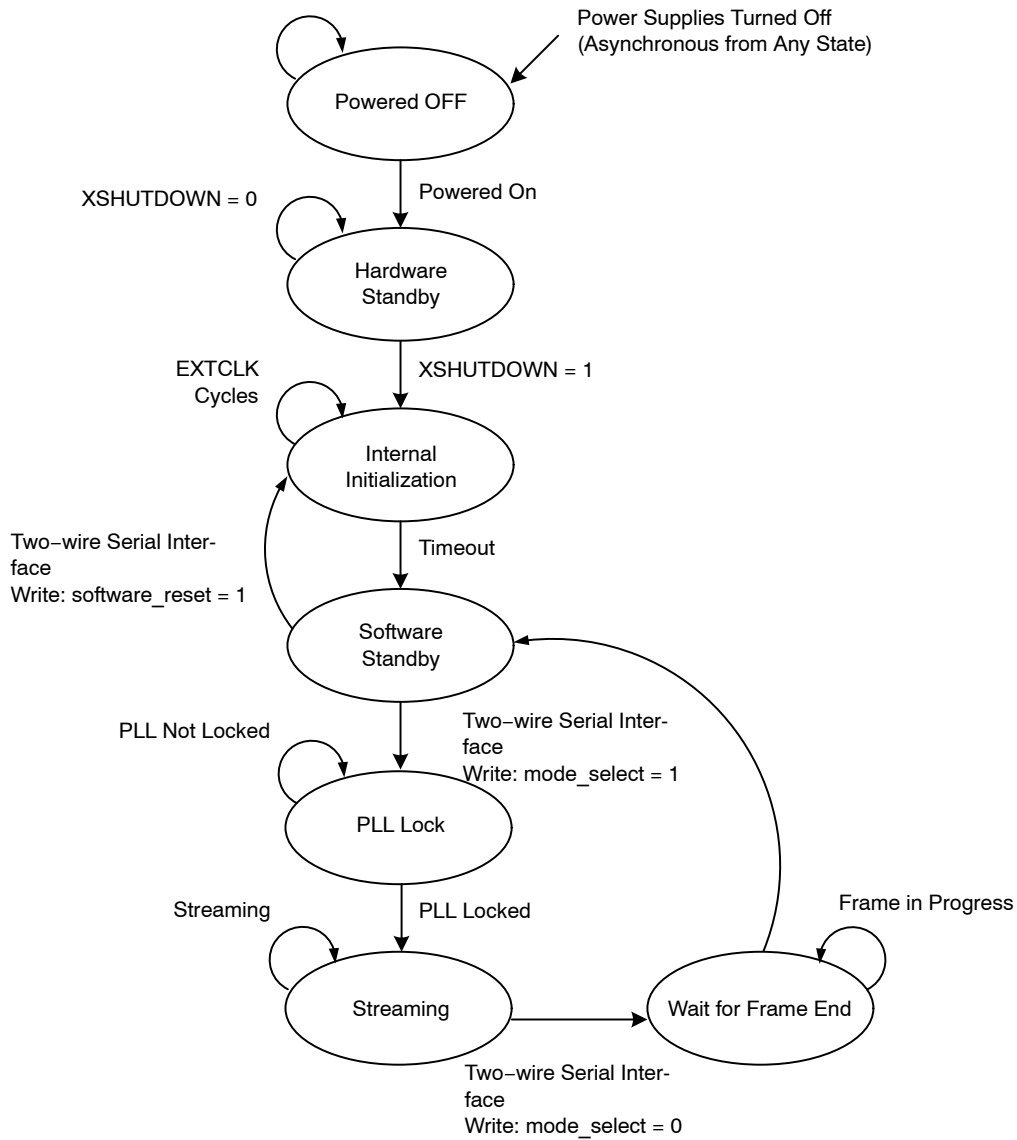 Power Supplies Turned Off
(Asynchronous from Any State)
Powered OFF
Powered On
XSHUTDOWN = 0
Hardware
Standby
XSHUTDOWN = 1
EXTCLK
Cycles
Internal
Initialization
Timeout
Two−wire Serial Inter-
face
Write: software_reset = 1
Software
Standby
Two−wire Serial Inter-
face
Write: mode_select = 1
PLL Not Locked
PLL Lock
PLL Locked
Streaming
Frame in Progress
Streaming
Wait for Frame End
Two−wire Serial Inter-
face
Write: mode_select = 0